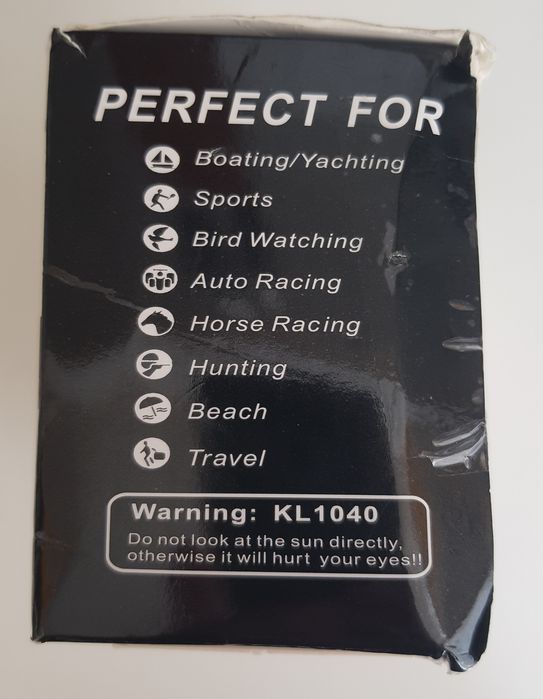 PERFECT FOR
Boating/Yachting
Sports
Bird Watching
Auto Racing
Horse Racing
Hunting
Beach
Travel
Warning: KL1040
Do not look at the sun directly,
otherwise it will hurt your eyes!!